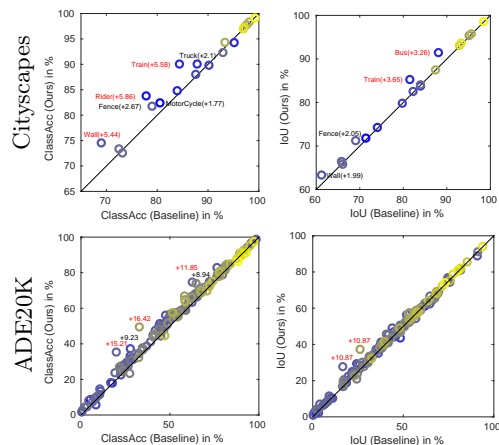 Cityscapes
ClassAcc (Ours) in %
100
95
90
85
80
75
70
65
70
80
90
100
ClassAcc (Baseline) in %
Truck(+2.1)
Train(+5.58)
Rider(+5.86)
Fence(+2.67)
MotorCycle(+1.77)
Wall(+5.44)
IoU (Ours) in %
100
90
80
70
60
60
70
80
90
100
IoU (Baseline) in %
Bus(+3.26)
Train(+3.65)
Fence(+2.05)
Wall(+1.99)
ADE20K
ClassAcc (Ours) in %
100
80
60
40
20
0
0
50
100
ClassAcc (Baseline) in %
+11.85
+8.94
+16.42
+9.23
+15.21
IoU (Ours) in %
100
80
60
40
20
0
0
50
100
IoU (Baseline) in %
+10.87
+10.87